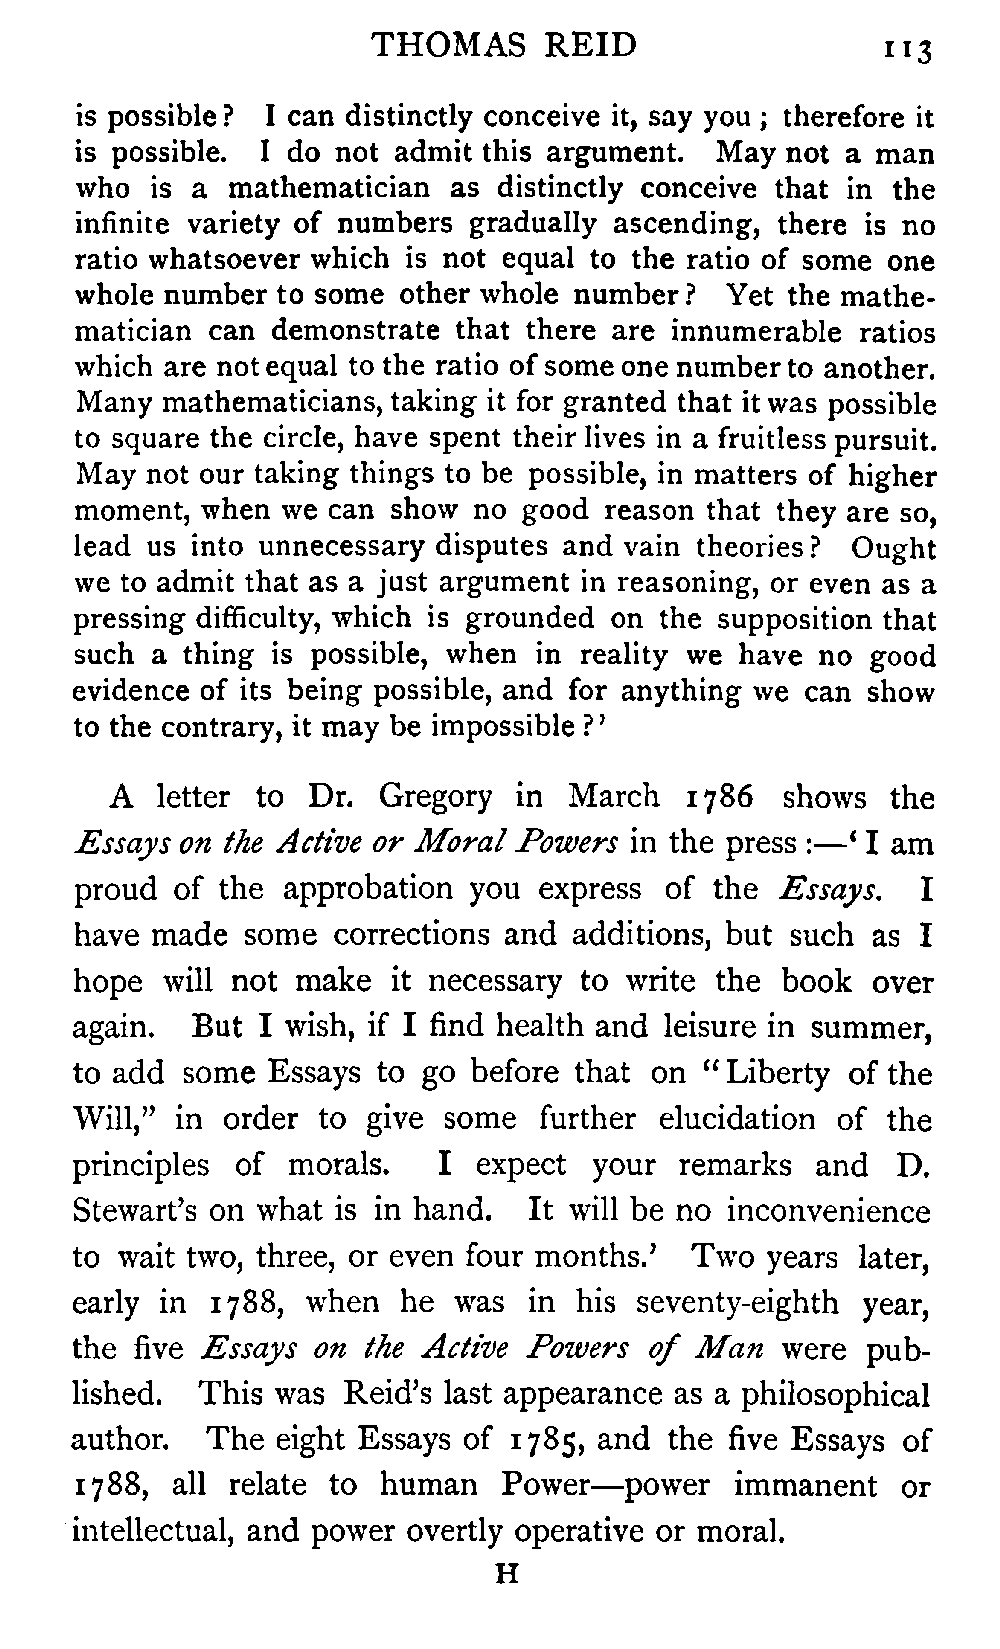 THOMAS REID 113
is possible? I can distinctly conceive it, say you; therefore it
is possible. I do not admit this argument. May not a man
who is a mathematician as distinctly conceive that in the
infinite variety of numbers gradually ascending, there is no
ratio whatsoever which is not equal to the ratio of some one
whole number to some other whole number? Yet the mathe-
matician can demonstrate that there are innumerable ratios
which are not equal to the ratio of some one number to another.
Many mathematicians, taking it for granted that it was possible
to square the circle, have spent their lives in a fruitless pursuit.
May not our taking things to be possible, in matters of higher
moment, when we can show no good reason that they are so,
lead us into unnecessary disputes and vain theories? Ought
we to admit that as a just argument in reasoning, or even as a
pressing difficulty, which is grounded on the supposition that
such a thing is possible, when in reality we have no good
evidence of its being possible, and for anything we can show
to the contrary, it may be impossible?'
A letter to Dr. Gregory in March 1786 shows the
Essays on the Active or Moral Powers in the press:—'I am
proud of the approbation you express of the Essays. I
have made some corrections and additions, but such as I
hope will not make it necessary to write the book over
again. But I wish, if I find health and leisure in summer,
to add some Essays to go before that on "Liberty of the
Will," in order to give some further elucidation of the
principles of morals. I expect your remarks and D.
Stewart's on what is in hand. It will be no inconvenience
to wait two, three, or even four months.' Two years later,
early in 1788, when he was in his seventy-eighth year,
the five Essays on the Active Powers of Man were pub-
lished. This was Reid's last appearance as a philosophical
author. The eight Essays of 1785, and the five Essays of
1788, all relate to human Power—power immanent or
intellectual, and power overtly operative or moral.
H